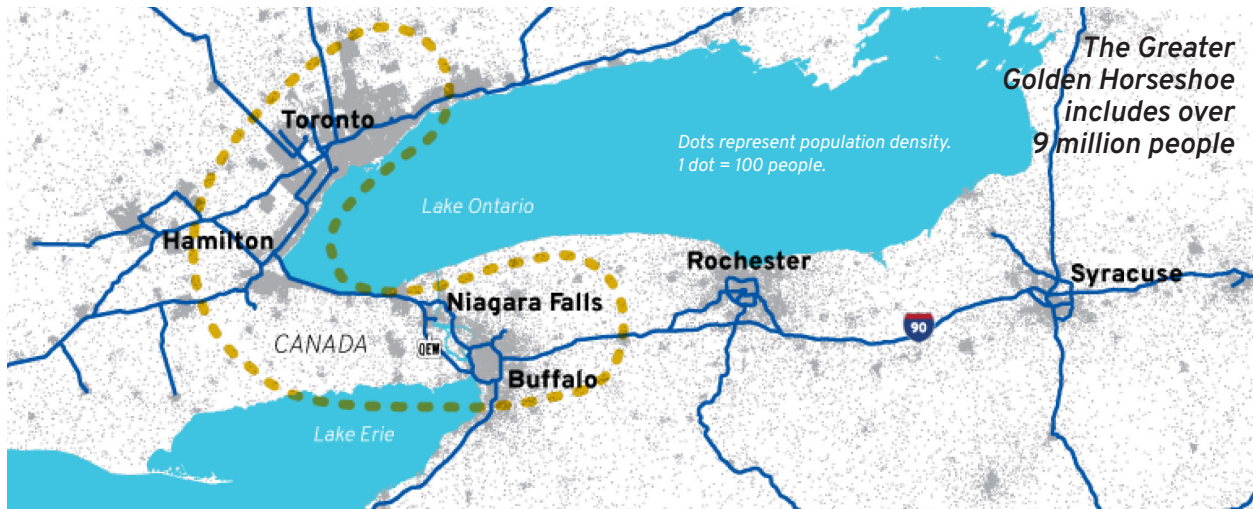 The Greater
Golden Horseshoe
includes over
9 million people
Toronto
Dots represent population density.
1 dot = 100 people.
Lake Ontario
Hamilton
Rochester
Syracuse
Niagara Falls
90
CANADA
QEW
Buffalo
Lake Erie